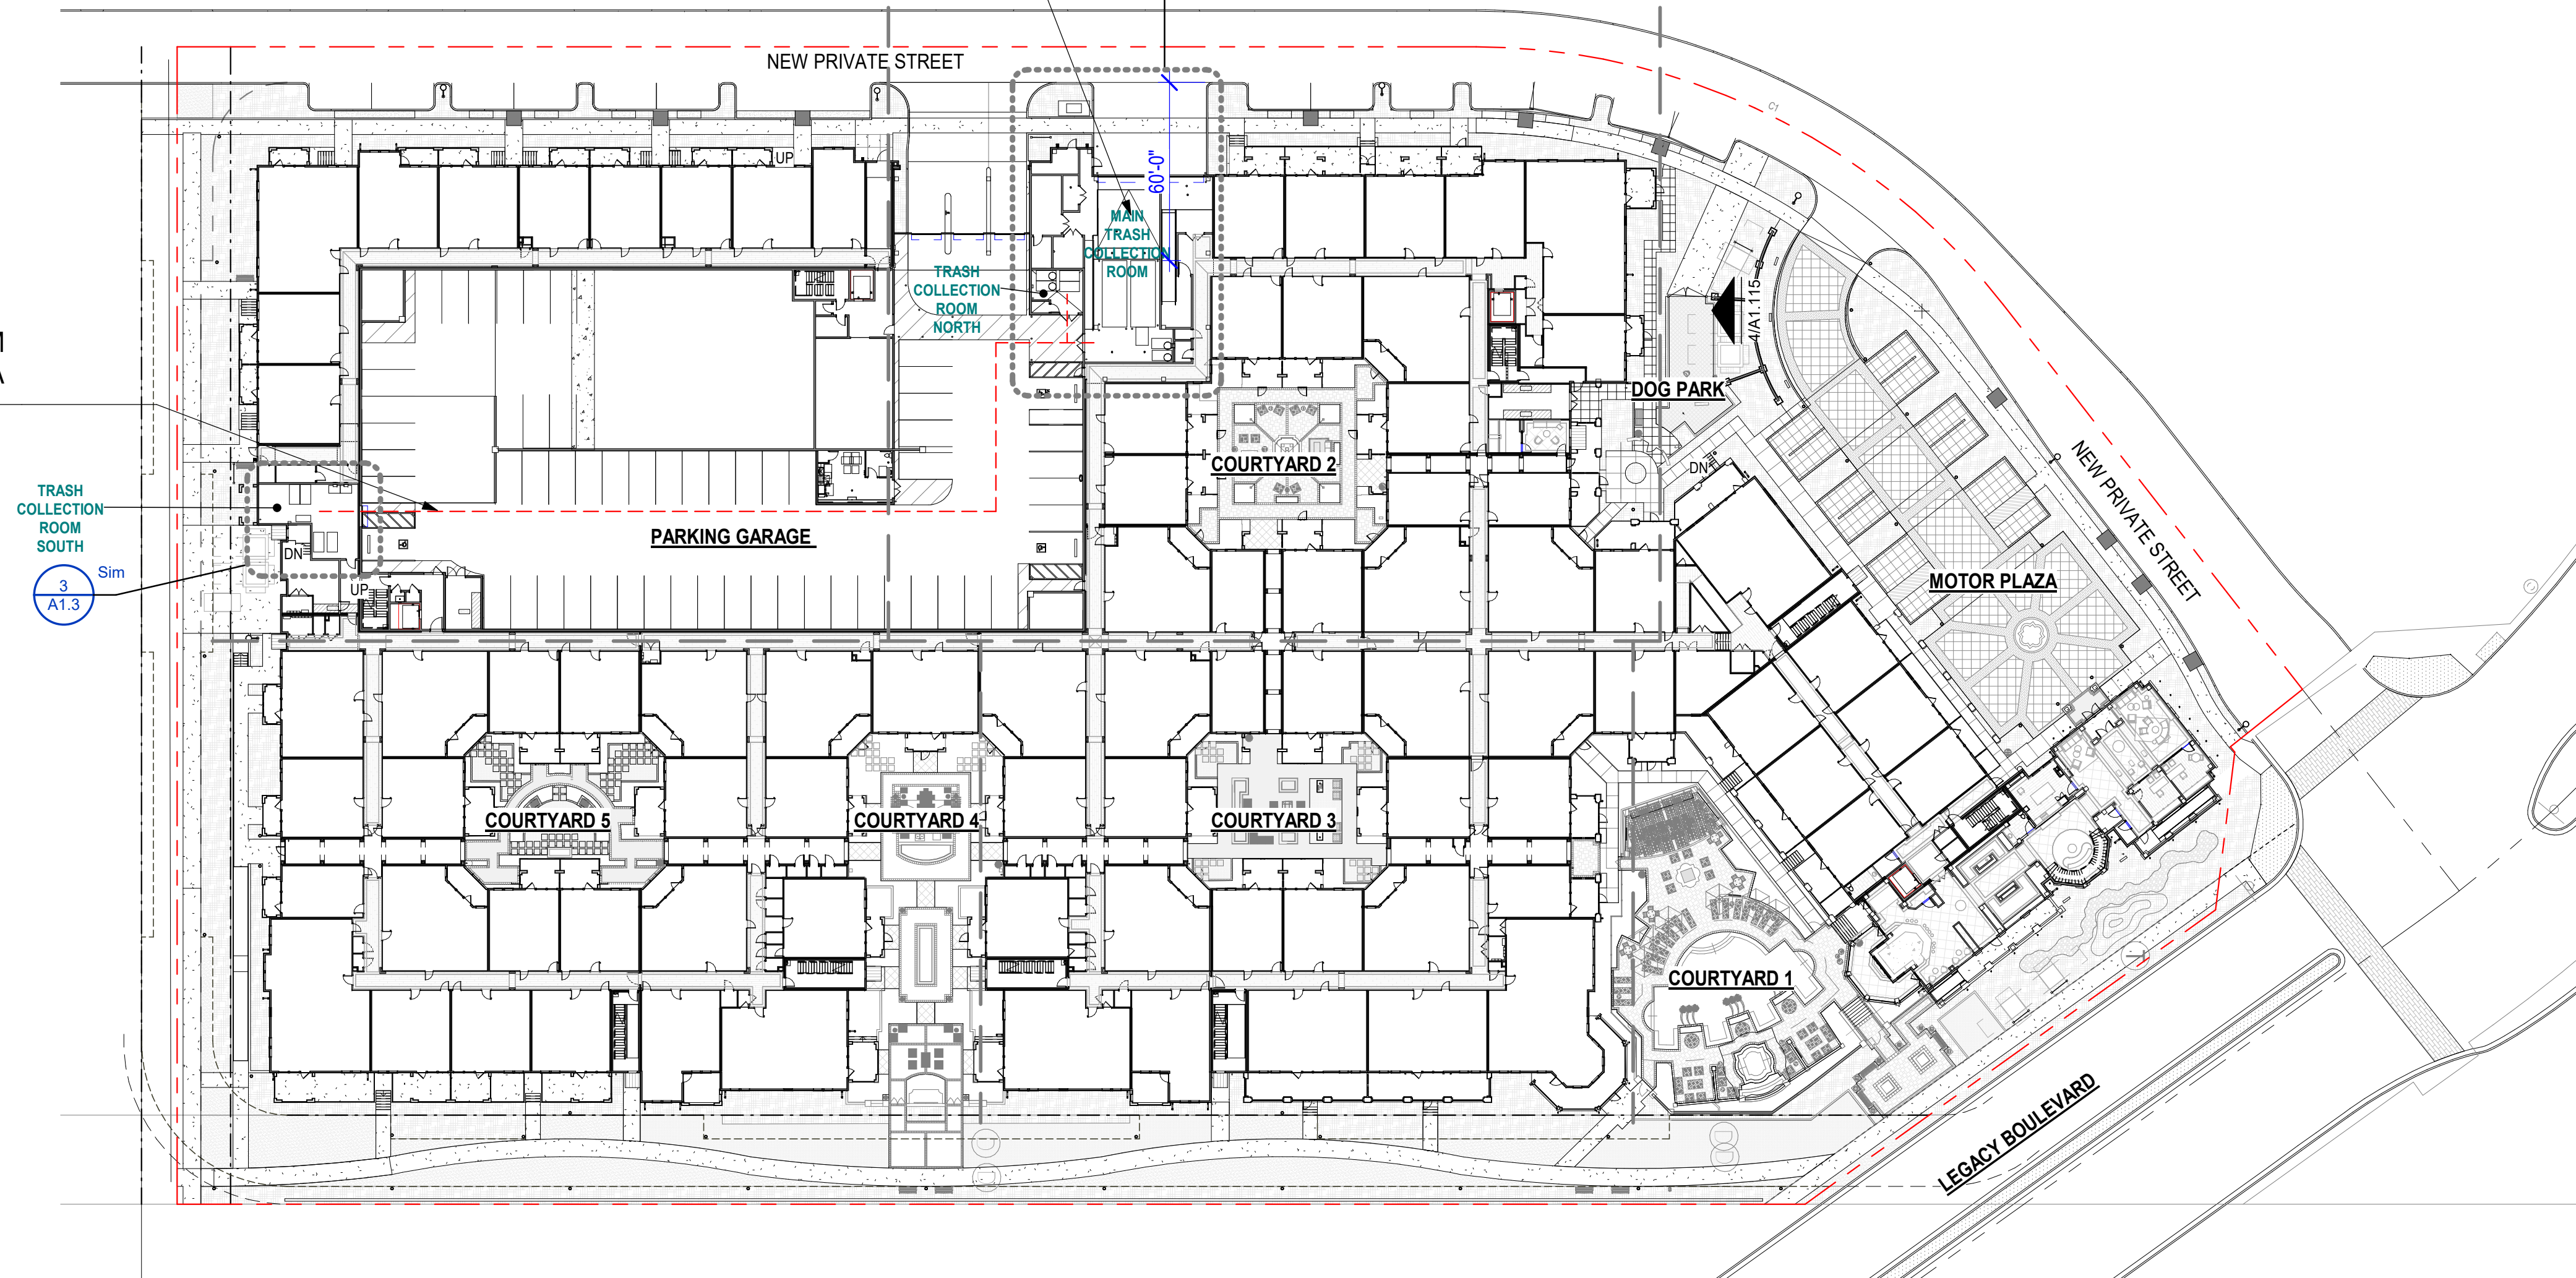 NEW PRIVATE STREET
C1
UP
60'-0"
MAIN
TRASH
COLLECTION
ROOM
TRASH
COLLECTION
ROOM
NORTH
4/A1.115
M
A
DOG PARK
COURTYARD 2
DN
NEW PRIVATE STREET
TRASH
COLLECTION
ROOM
SOUTH
PARKING GARAGE
DN
Sim
3
A1.3
UP
MOTOR PLAZA
COURTYARD 5
COURTYARD 4
COURTYARD 3
COURTYARD 1
LEGACY BOULEVARD